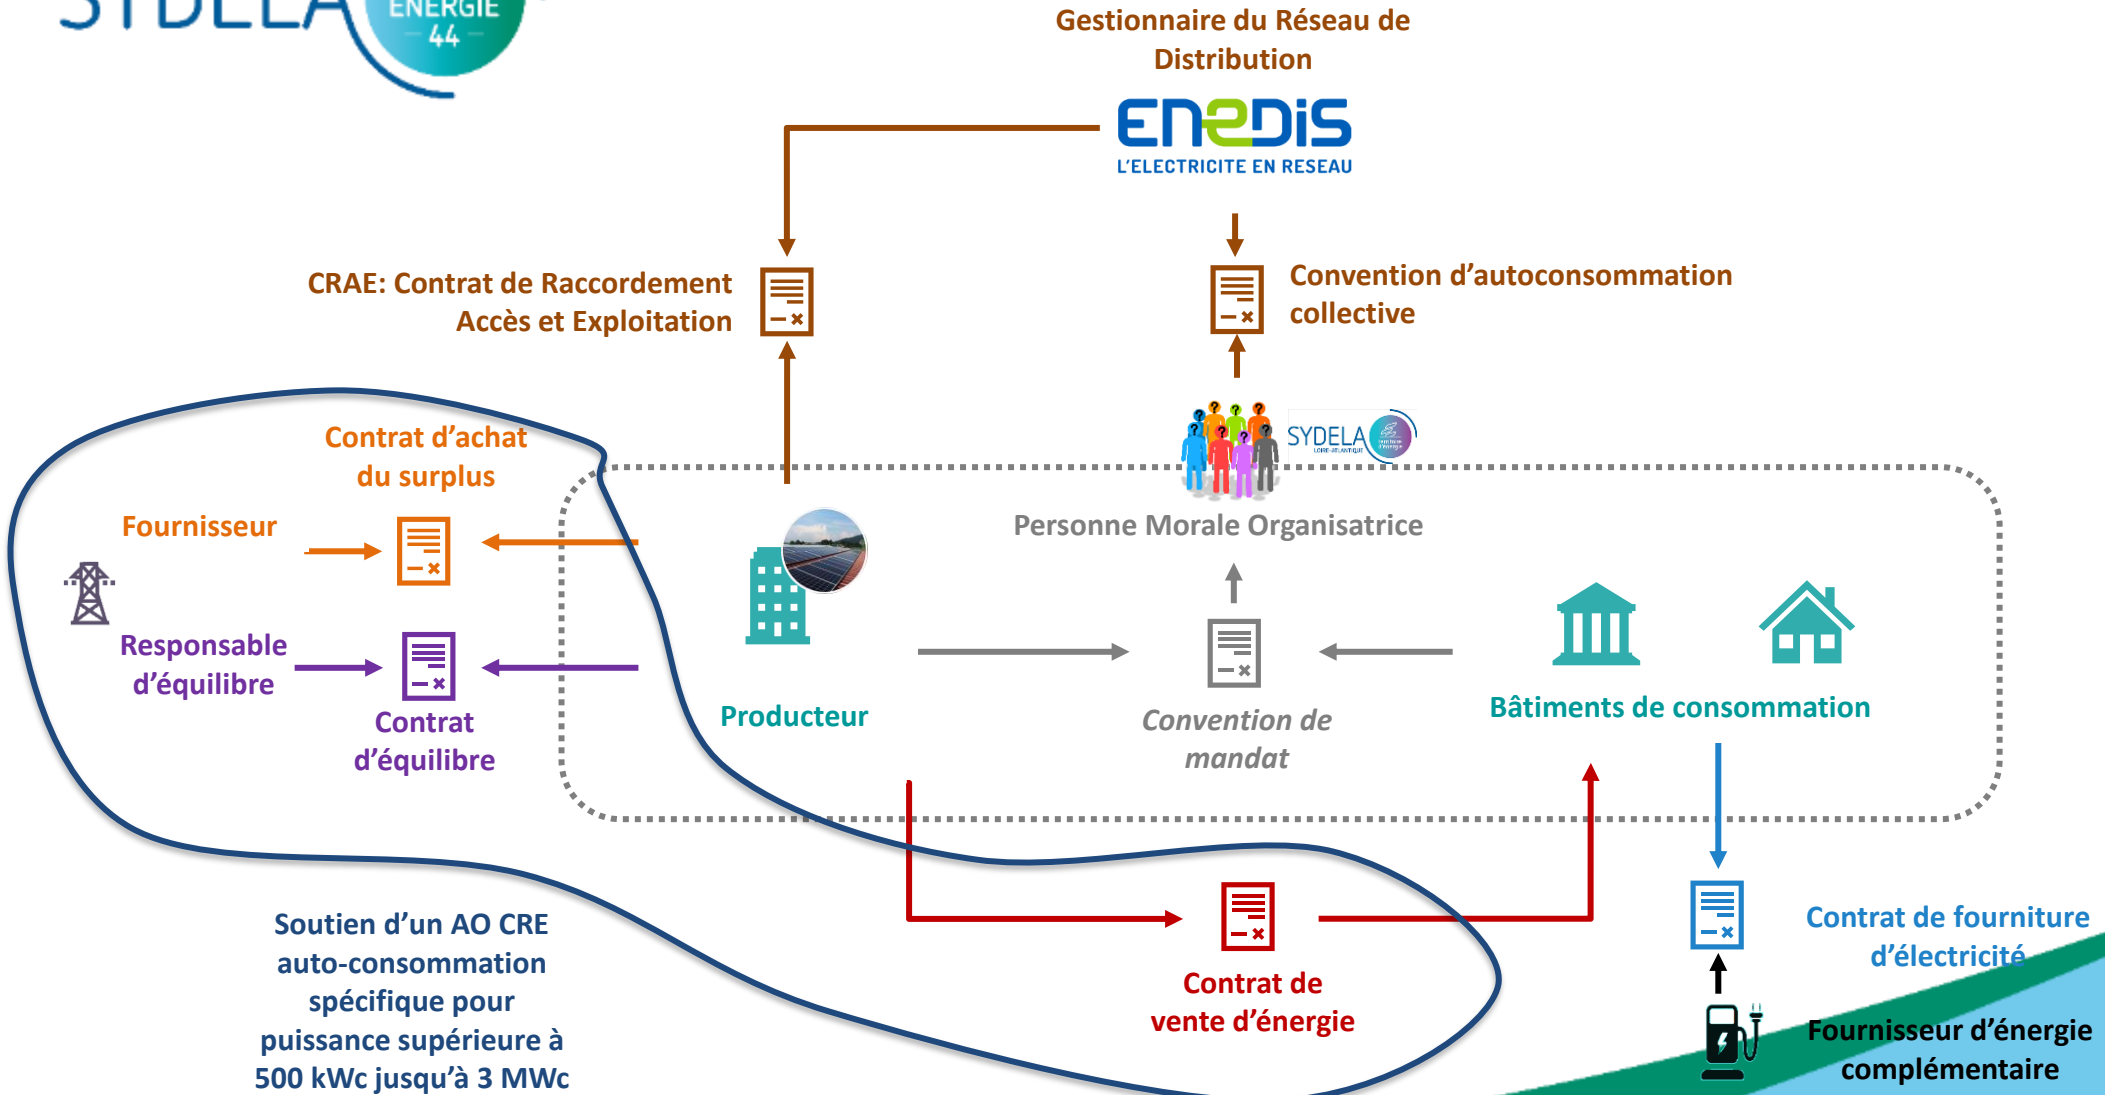 SYDELA
ENERGIE
44
Gestionnaire du Réseau de
Distribution
ENEDIS
L'ELECTRICITE EN RESEAU
CRAE: Contrat de Raccordement
Accès et Exploitation
Convention d'autoconsommation
collective
SYDELA
LOIRE-ATLANTIQUE
Contrat d'achat
du surplus
Fournisseur
Personne Morale Organisatrice
Responsable
d'équilibre
Contrat
d'équilibre
Producteur
Convention de
mandat
Bâtiments de consommation
Soutien d'un AO CRE
auto-consommation
spécifique pour
puissance supérieure à
500 kWc jusqu'à 3 MWc
Contrat de
vente d'énergie
Contrat de fourniture
d'électricité
Fournisseur d'énergie
complémentaire